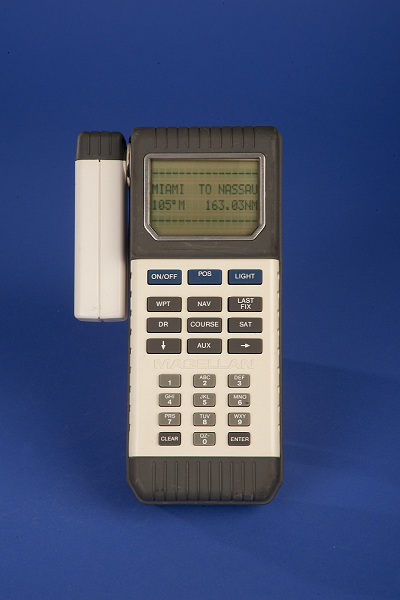 MIAMI TO NASSAU
105°M 163.03NM
ON/OFF POS LIGHT
WPT NAV LAST FIX
DR COURSE SAT
↓ AUX →
MAGELLAN
1 ABC 2 DEF 3
GHI 4 JKL 5 MNO 6
PRS 7 TUV 8 WXY 9
CLEAR QZ- 0 ENTER